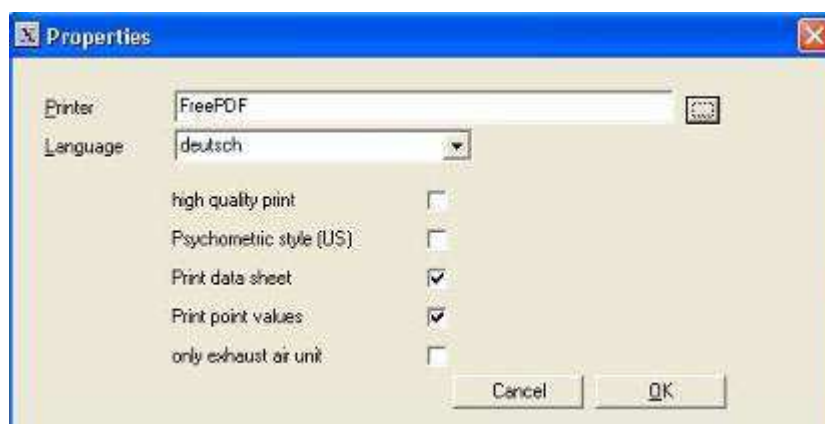 Properties
Printer FreePDF
Language deutsch
high quality print
Psychometric style (US)
Print data sheet
Print point values
only exhaust air unit
Cancel OK